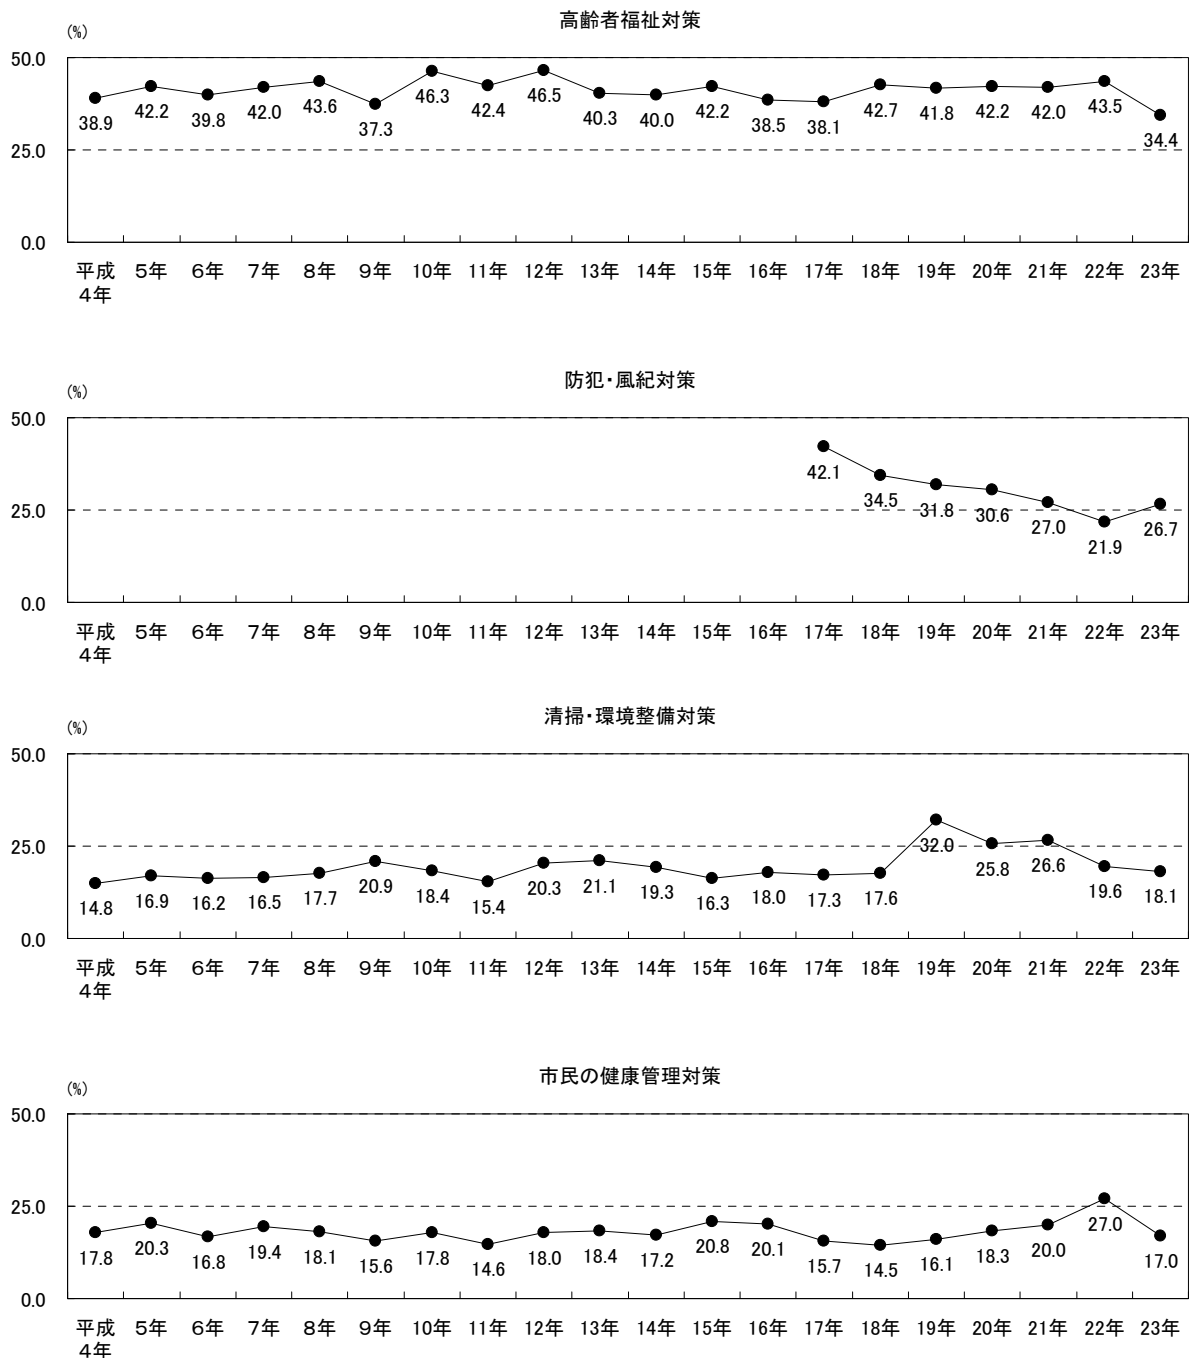 高齢者福祉対策
(%)
50.0
38.9 42.2 39.8 42.0 43.6 37.3 46.3 42.4 46.5 40.3 40.0 42.2 38.5 38.1 42.7 41.8 42.2 42.0 43.5 34.4
25.0
0.0
平成 5年 6年 7年 8年 9年 10年 11年 12年 13年 14年 15年 16年 17年 18年 19年 20年 21年 22年 23年
4年
防犯・風紀対策
(%)
50.0
42.1 34.5 31.8 30.6 27.0 21.9 26.7
25.0
0.0
平成 5年 6年 7年 8年 9年 10年 11年 12年 13年 14年 15年 16年 17年 18年 19年 20年 21年 22年 23年
4年
清掃・環境整備対策
(%)
50.0
25.0
14.8 16.9 16.2 16.5 17.7 20.9 18.4 15.4 20.3 21.1 19.3 16.3 18.0 17.3 17.6 32.0 25.8 26.6 19.6 18.1
0.0
平成 5年 6年 7年 8年 9年 10年 11年 12年 13年 14年 15年 16年 17年 18年 19年 20年 21年 22年 23年
4年
市民の健康管理対策
(%)
50.0
25.0
17.8 20.3 16.8 19.4 18.1 15.6 17.8 14.6 18.0 18.4 17.2 20.8 20.1 15.7 14.5 16.1 18.3 20.0 27.0 17.0
0.0
平成 5年 6年 7年 8年 9年 10年 11年 12年 13年 14年 15年 16年 17年 18年 19年 20年 21年 22年 23年
4年